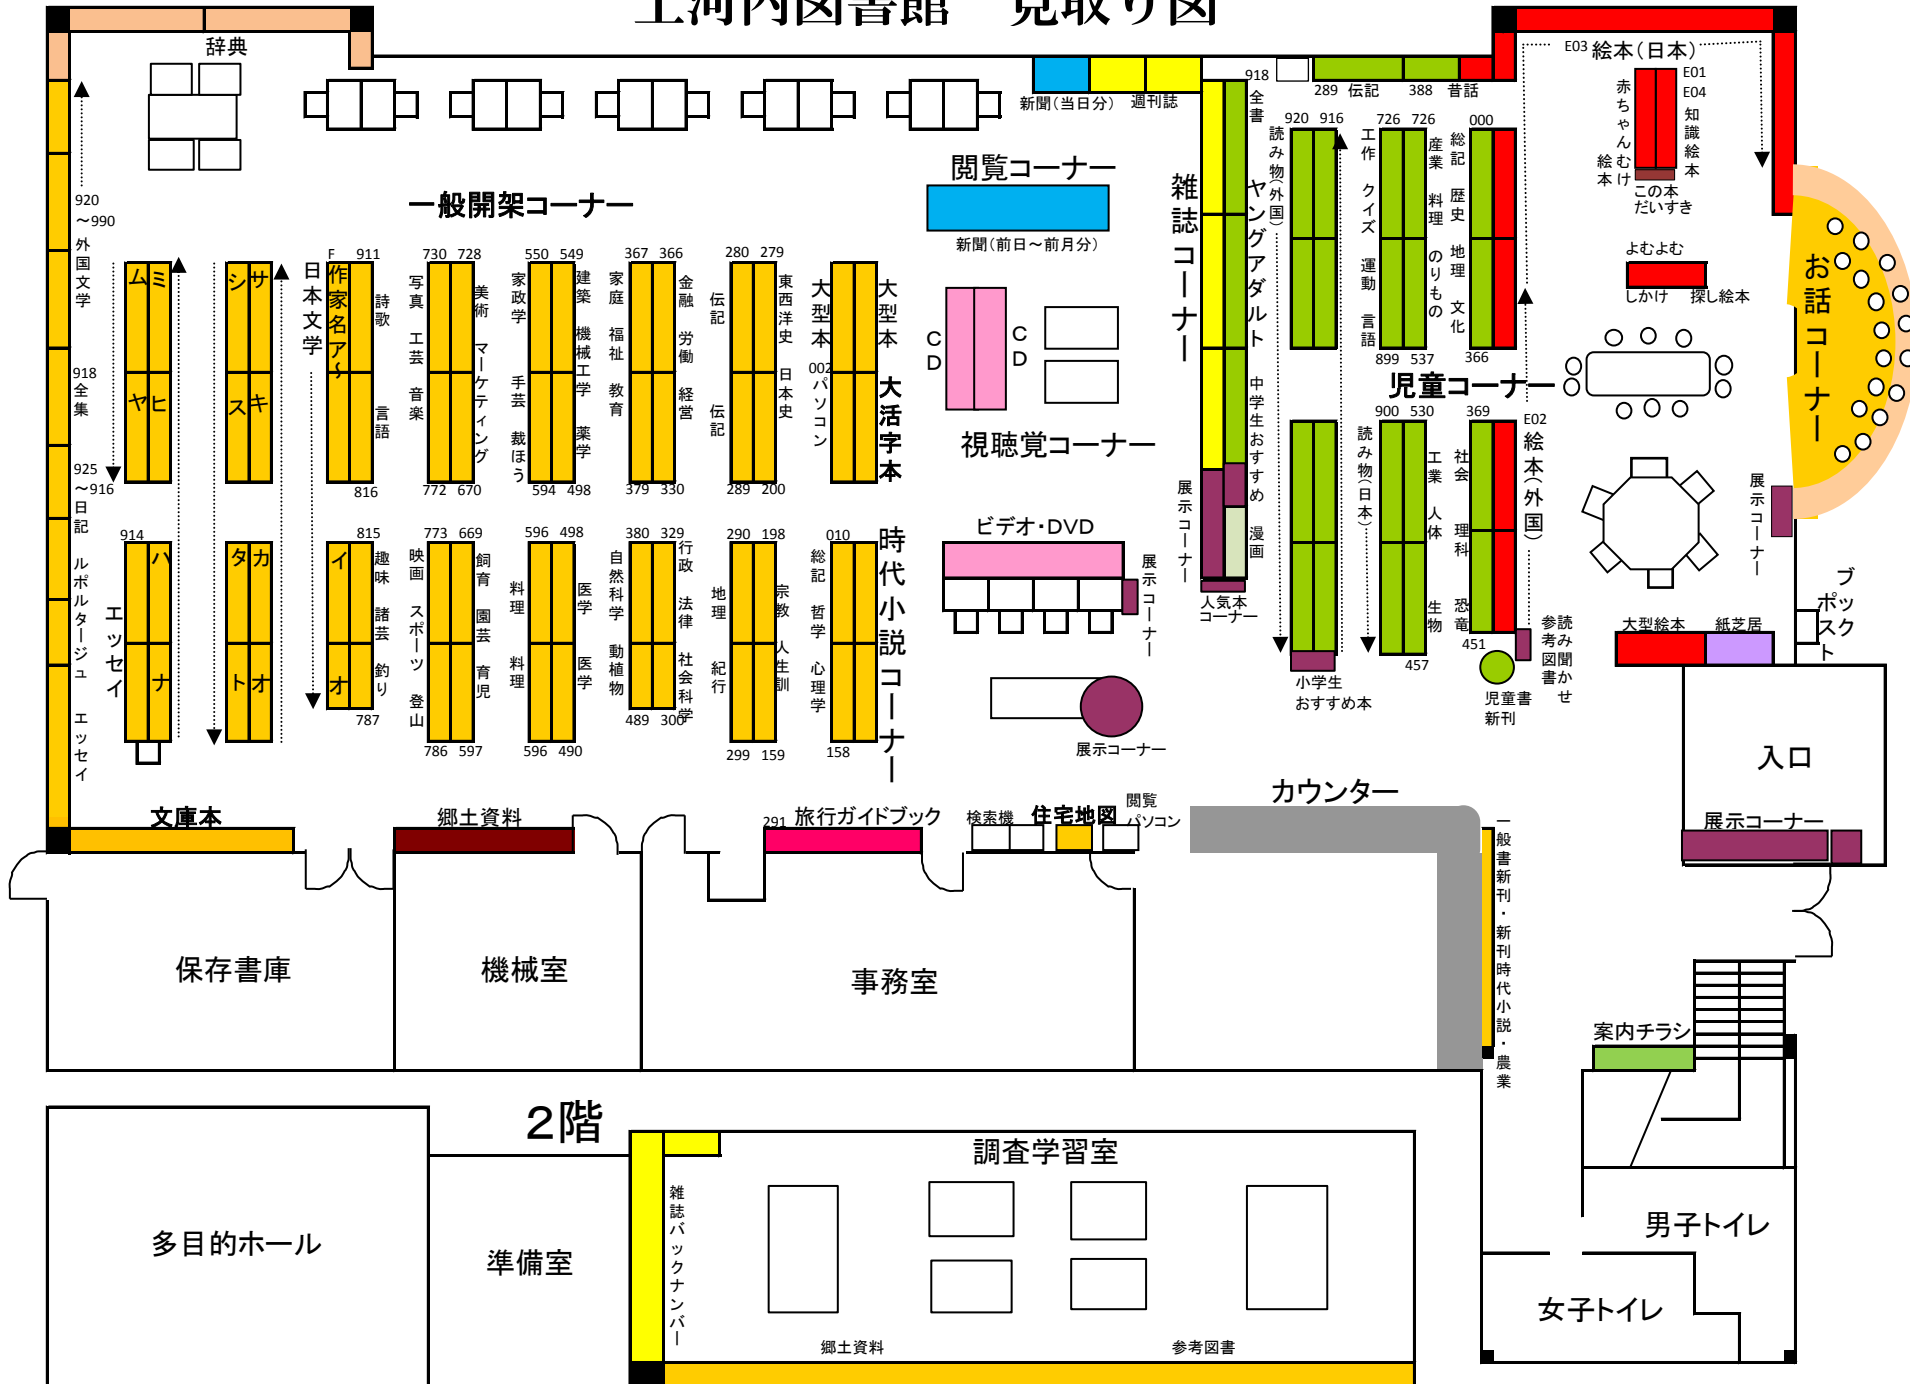 上河内図書館 見取り図
辞典
新聞(当日分)
週刊誌
918
全書
289 伝記
388 昔話
E03 絵本(日本)
E01
E04
知識絵本
赤ちゃんむけ
絵本
この本
だいすき
920
~990
外国文学
918
全集
925
~916
日記
ルポルタージュ
エッセイ
一般開架コーナー
閲覧コーナー
新聞(前日~前月分)
雑誌コーナー
ヤングアダルト
中学生おすすめ
漫画
920 916
読み物(外国)
726 726
工作 クイズ 運動 言語
産業 料理 のりもの
000
総記 歴史 地理 文化
899 537
366
よむよむ
しかけ 探し絵本
お話コーナー
児童コーナー
ム ミ
ヤ ヒ
シ サ
ス キ
日本文学
F 911
作家名ア~
詩歌
言語
816
730 728
写真 工芸 音楽
美術 マーケティング
772 670
550 549
家政学 手芸 裁ほう
建築 機械工学 薬学
594 498
367 366
家庭 福祉 教育
金融 労働 経営
379 330
280 279
伝記
伝記
東西洋史 日本史
289 200
大型本
大型本
002
パソコン
大活字本
CD
CD
視聴覚コーナー
ビデオ・DVD
展示コーナー
展示コーナー
展示コーナー
人気本
コーナー
914
エッセイ
ハ
ナ
タ カ
ト オ
イ
オ
815
趣味 諸芸 釣り
787
773 669
映画 スポーツ 登山
飼育 園芸 育児
786 597
596 498
料理
料理
医学
医学
596 490
380 329
自然科学 動植物
行政 法律 社会科学
489 300
290 198
地理 紀行
宗教 人生訓
299 159
010
総記 哲学 心理学
158
時代小説コーナー
900 530
読み物(日本)
工業 人体 生物
457
369
社会 理科 恐竜
451
E02
絵本(外国)
小学生
おすすめ本
児童書
新刊
読み聞かせ
参考図書
展示コーナー
ブックポスト
大型絵本
紙芝居
入口
展示コーナー
文庫本
郷土資料
291 旅行ガイドブック
検索機
住宅地図
閲覧
パソコン
カウンター
一般書新刊・新刊時代小説・農業
保存書庫
機械室
事務室
案内チラシ
2階
多目的ホール
準備室
雑誌バックナンバー
調査学習室
郷土資料
参考図書
男子トイレ
女子トイレ